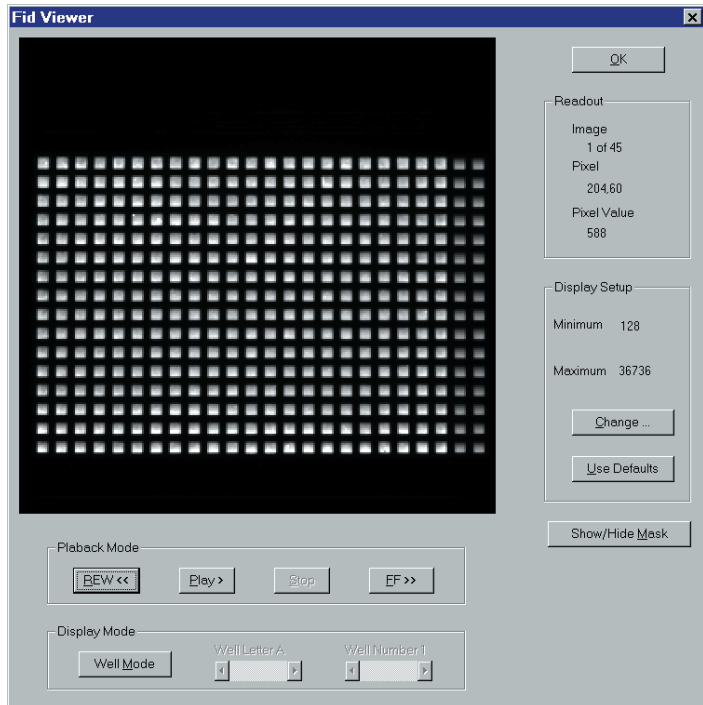 Fid Viewer
OK
Readout
Image
1 of 45
Pixel
204,60
Pixel Value
588
Display Setup
Minimum 128
Maximum 36736
Change ...
Use Defaults
Show/Hide Mask
Plaback Mode
REW << Play > Stop FF >>
Display Mode
Well Mode
Well Letter A
Well Number 1